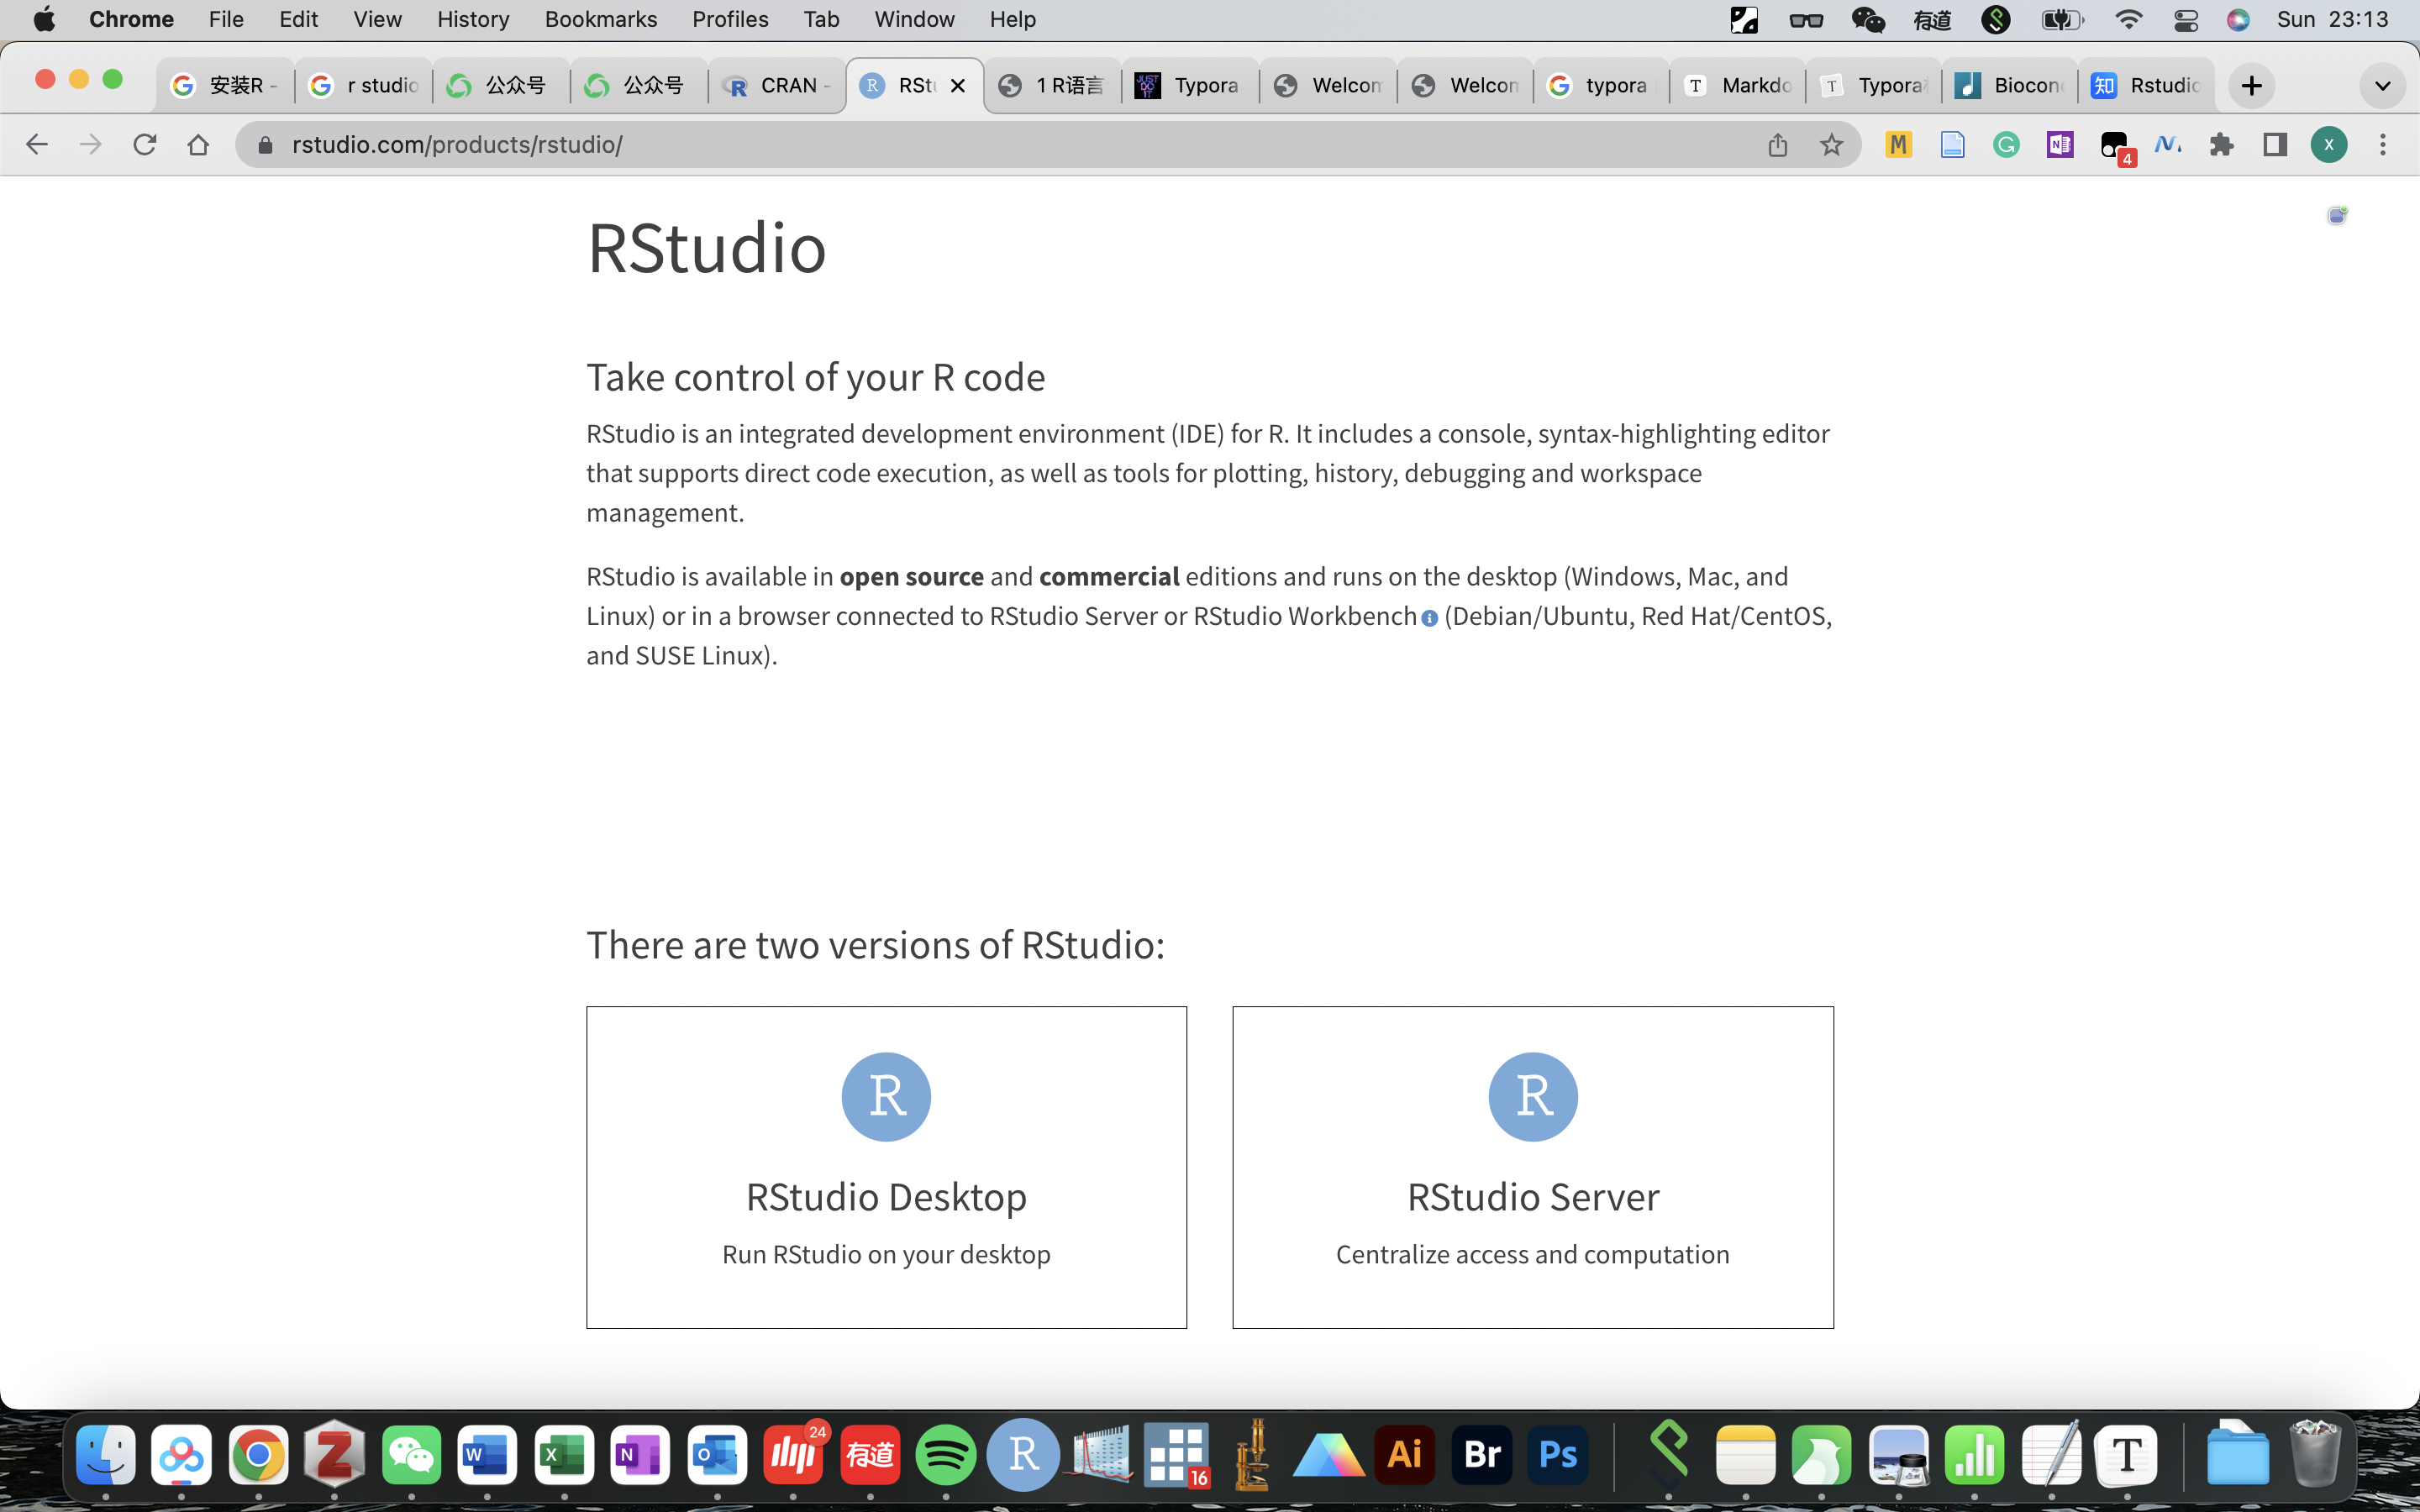 Chrome File Edit View History Bookmarks Profiles Tab Window Help 有道 Sun 23:13
安装R - r studio 公众号 公众号 CRAN - RStu 1 R语言 Typora Welcom Welcom typora Markdo Typora Biocon 知 Rstudio
rstudio.com/products/rstudio/ M G N 4 X
RStudio
Take control of your R code
RStudio is an integrated development environment (IDE) for R. It includes a console, syntax-highlighting editor
that supports direct code execution, as well as tools for plotting, history, debugging and workspace
management.
RStudio is available in open source and commercial editions and runs on the desktop (Windows, Mac, and
Linux) or in a browser connected to RStudio Server or RStudio Workbench (Debian/Ubuntu, Red Hat/CentOS,
and SUSE Linux).
There are two versions of RStudio:
R
RStudio Desktop
Run RStudio on your desktop
R
RStudio Server
Centralize access and computation
Z W X N O 24 有道 R 16 Ai Br Ps T